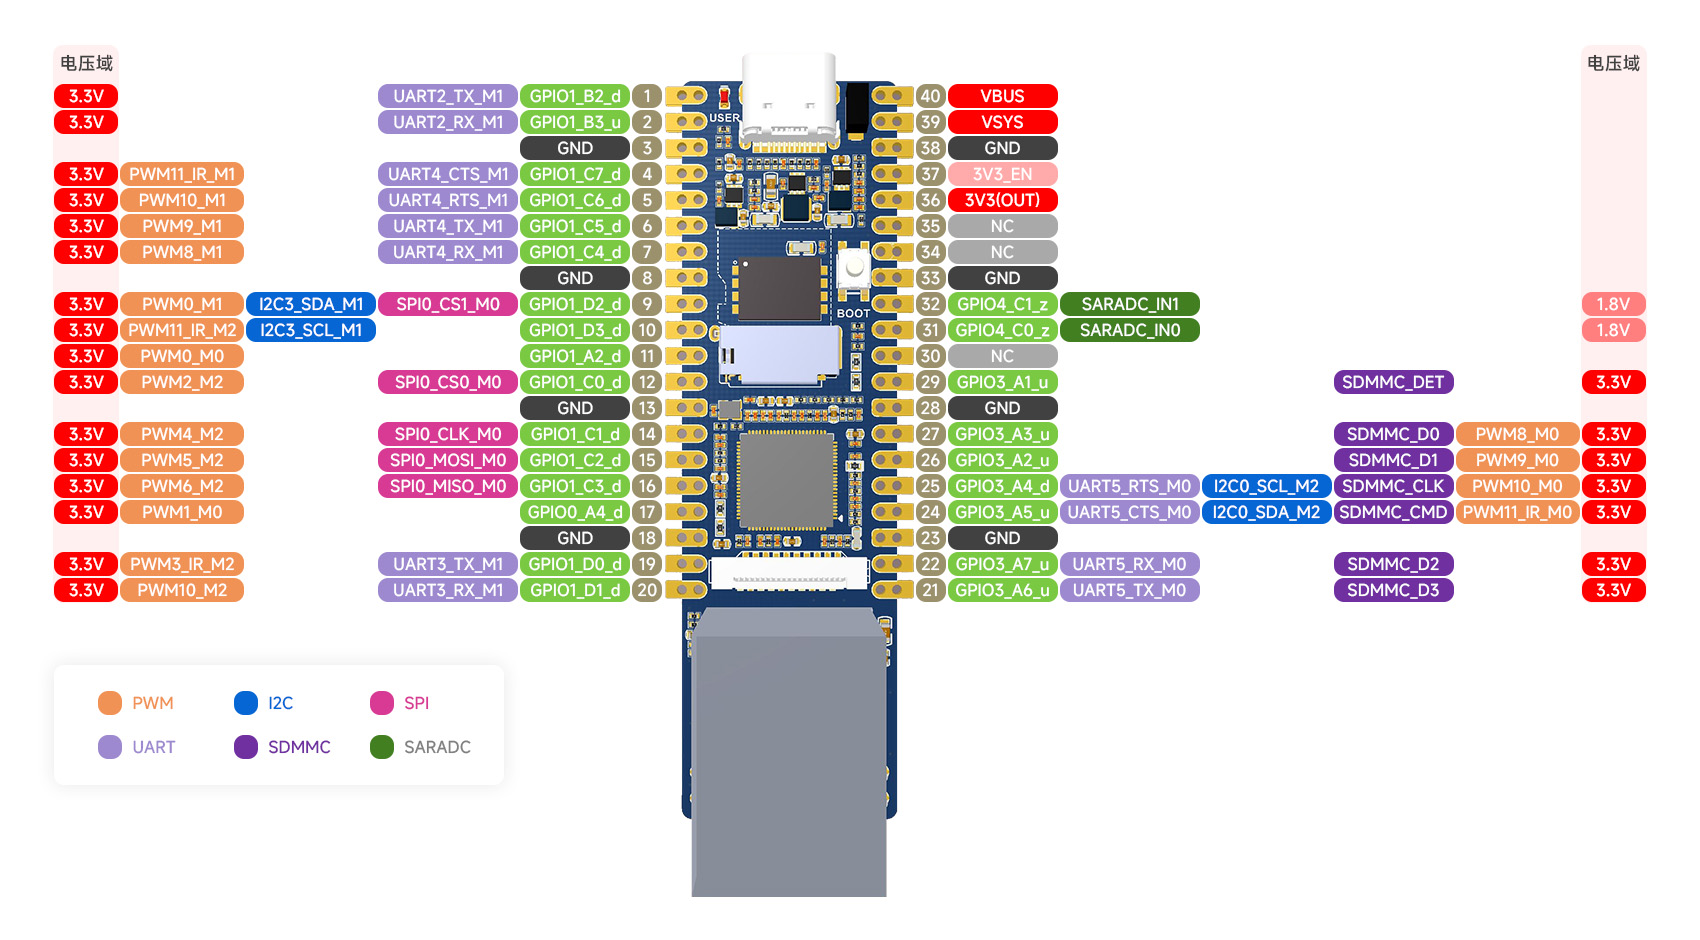 电压域 电压域
3.3V UART2_TX_M1 GPIO1_B2_d 1 40 VBUS
3.3V UART2_RX_M1 GPIO1_B3_u 2 USER 39 VSYS
GND 3 38 GND
3.3V PWM11_IR_M1 UART4_CTS_M1 GPIO1_C7_d 4 37 3V3_EN
3.3V PWM10_M1 UART4_RTS_M1 GPIO1_C6_d 5 36 3V3(OUT)
3.3V PWM9_M1 UART4_TX_M1 GPIO1_C5_d 6 35 NC
3.3V PWM8_M1 UART4_RX_M1 GPIO1_C4_d 7 34 NC
GND 8 33 GND
3.3V PWM0_M1 I2C3_SDA_M1 SPI0_CS1_M0 GPIO1_D2_d 9 BOOT 32 GPIO4_C1_z SARADC_IN1 1.8V
3.3V PWM11_IR_M2 I2C3_SCL_M1 GPIO1_D3_d 10 31 GPIO4_C0_z SARADC_IN0 1.8V
3.3V PWM0_M0 GPIO1_A2_d 11 30 NC
3.3V PWM2_M2 SPI0_CS0_M0 GPIO1_C0_d 12 29 GPIO3_A1_u SDMMC_DET 3.3V
GND 13 28 GND
3.3V PWM4_M2 SPI0_CLK_M0 GPIO1_C1_d 14 27 GPIO3_A3_u SDMMC_D0 PWM8_M0 3.3V
3.3V PWM5_M2 SPI0_MOSI_M0 GPIO1_C2_d 15 26 GPIO3_A2_u SDMMC_D1 PWM9_M0 3.3V
3.3V PWM6_M2 SPI0_MISO_M0 GPIO1_C3_d 16 25 GPIO3_A4_d UART5_RTS_M0 I2C0_SCL_M2 SDMMC_CLK PWM10_M0 3.3V
3.3V PWM1_M0 GPIO0_A4_d 17 24 GPIO3_A5_u UART5_CTS_M0 I2C0_SDA_M2 SDMMC_CMD PWM11_IR_M0 3.3V
GND 18 23 GND
3.3V PWM3_IR_M2 UART3_TX_M1 GPIO1_D0_d 19 22 GPIO3_A7_u UART5_RX_M0 SDMMC_D2 3.3V
3.3V PWM10_M2 UART3_RX_M1 GPIO1_D1_d 20 21 GPIO3_A6_u UART5_TX_M0 SDMMC_D3 3.3V
PWM I2C SPI
UART SDMMC SARADC